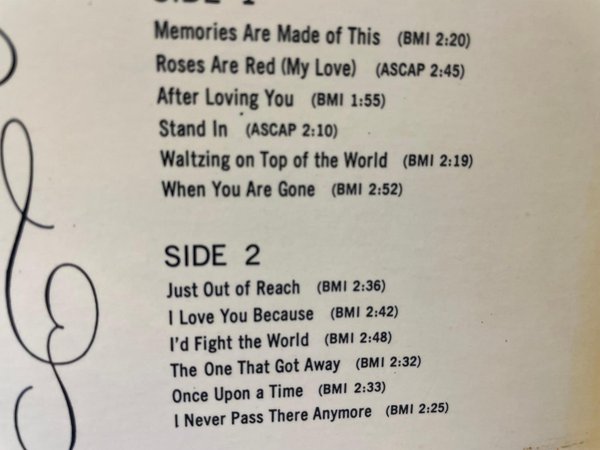 SIDE 1
Memories Are Made of This (BMI 2:20)
Roses Are Red (My Love) (ASCAP 2:45)
After Loving You (BMI 1:55)
Stand In (ASCAP 2:10)
Waltzing on Top of the World (BMI 2:19)
When You Are Gone (BMI 2:52)
SIDE 2
Just Out of Reach (BMI 2:36)
I Love You Because (BMI 2:42)
I'd Fight the World (BMI 2:48)
The One That Got Away (BMI 2:32)
Once Upon a Time (BMI 2:33)
I Never Pass There Anymore (BMI 2:25)